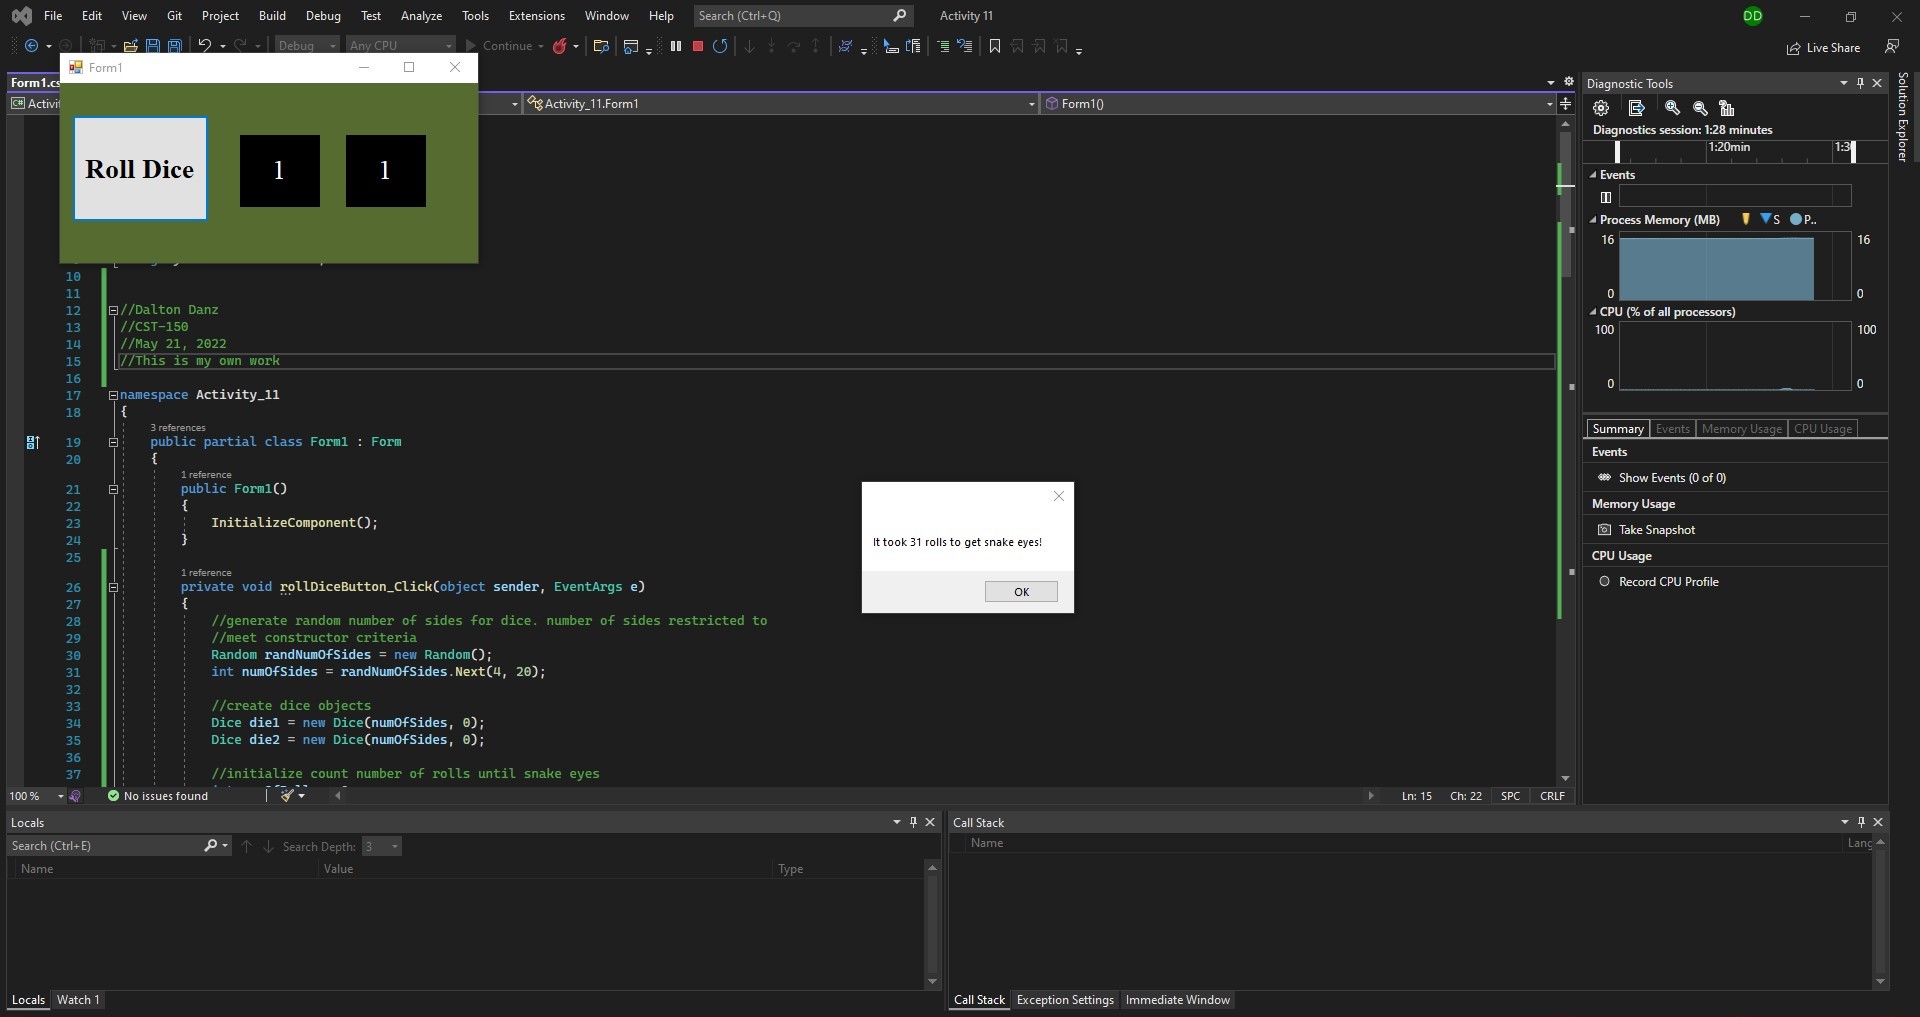 File Edit View Git Project Build Debug Test Analyze Tools Extensions Window Help Search (Ctrl+Q) Activity 11 DD
Debug Any CPU Continue Live Share
Form1
Form1.cs
Activi Activity_11.Form1 Form1()
Roll Dice 1 1
10
11
12 //Dalton Danz
13 //CST-150
14 //May 21, 2022
15 //This is my own work
16
17 namespace Activity_11
18 {
3 references
19 public partial class Form1 : Form
20 {
1 reference
21 public Form1()
22 {
23 InitializeComponent();
24 }
25
1 reference
26 private void rollDiceButton_Click(object sender, EventArgs e)
27 {
28 //generate random number of sides for dice. number of sides restricted to
29 //meet constructor criteria
30 Random randNumOfSides = new Random();
31 int numOfSides = randNumOfSides.Next(4, 20);
32
33 //create dice objects
34 Dice die1 = new Dice(numOfSides, 0);
35 Dice die2 = new Dice(numOfSides, 0);
36
37 //initialize count number of rolls until snake eyes
It took 31 rolls to get snake eyes!
OK
100 % No issues found Ln: 15 Ch: 22 SPC CRLF
Diagnostic Tools
Diagnostics session: 1:28 minutes
1:20min 1:3
Events
Process Memory (MB) S P..
16 16
0 0
CPU (% of all processors)
100 100
0 0
Summary Events Memory Usage CPU Usage
Events
Show Events (0 of 0)
Memory Usage
Take Snapshot
CPU Usage
Record CPU Profile
Solution Explorer
Locals
Search (Ctrl+E) Search Depth: 3
Name Value Type
Locals Watch 1
Call Stack
Name Lang
Call Stack Exception Settings Immediate Window